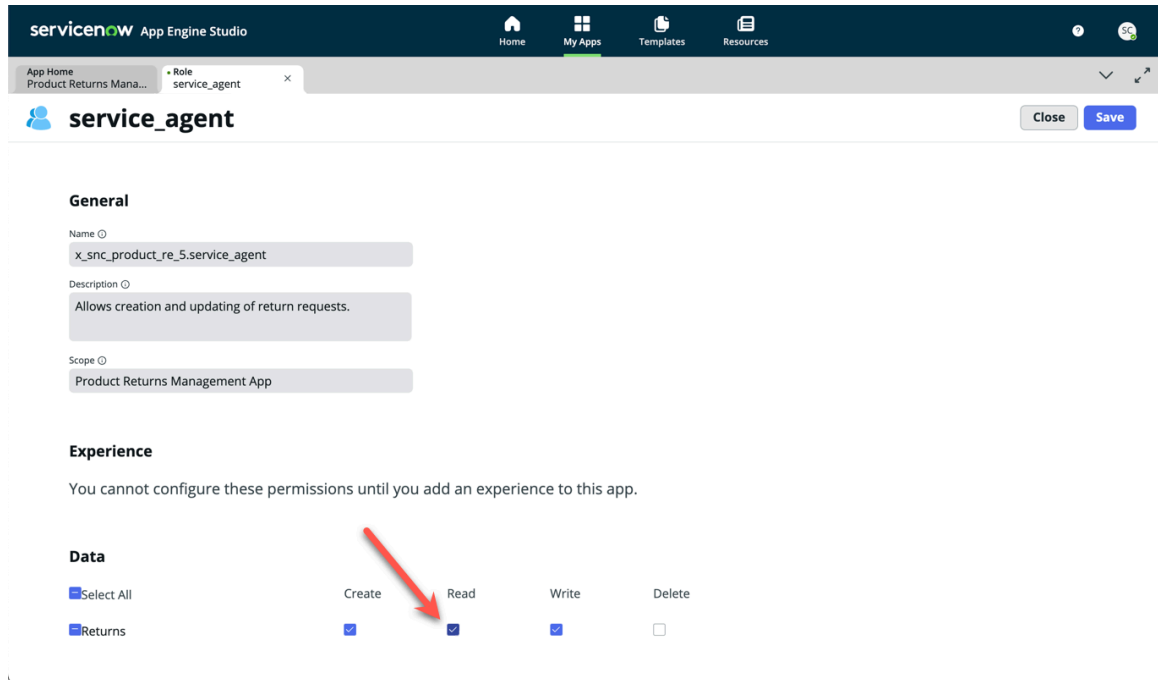 servicenow App Engine Studio
Home
My Apps
Templates
Resources
?
SC
App Home
Product Returns Mana...
• Role
service_agent
×
service_agent
Close
Save
General
Name
x_snc_product_re_5.service_agent
Description
Allows creation and updating of return requests.
Scope
Product Returns Management App
Experience
You cannot configure these permissions until you add an experience to this app.
Data
Select All Create Read Write Delete
Returns